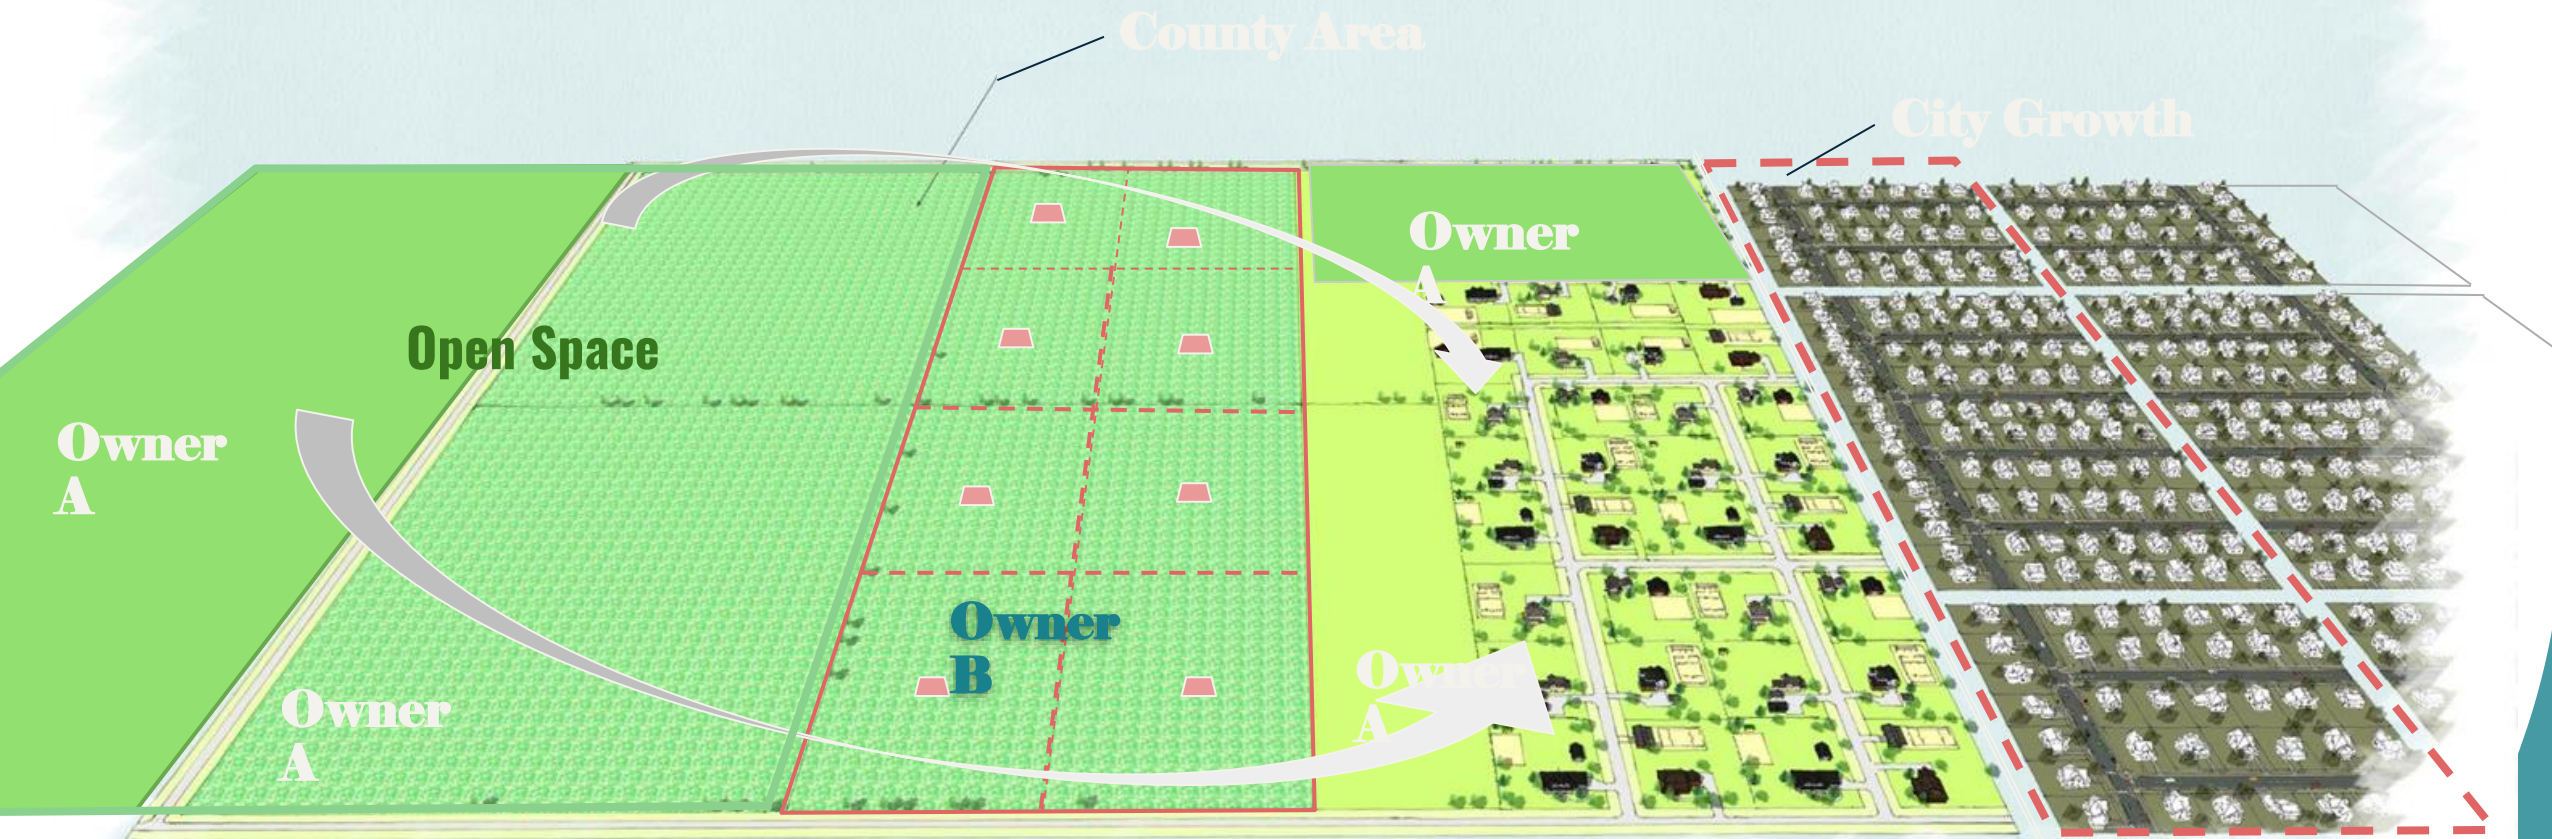 County Area
City Growth
Owner
A
Open Space
Owner
A
Owner
B
Owner
A
Owner
A